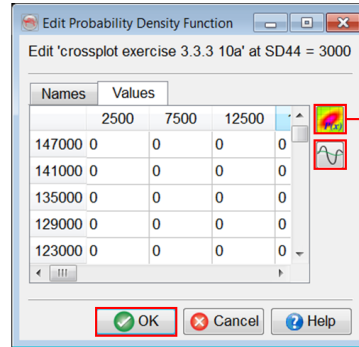 Edit Probability Density Function
Edit 'crossplot exercise 3.3.3 10a' at SD44 = 3000
Names Values
2500 7500 12500
147000 0 0 0 0
141000 0 0 0 0
135000 0 0 0 0
129000 0 0 0 0
123000 0 0 0 0
OK Cancel Help